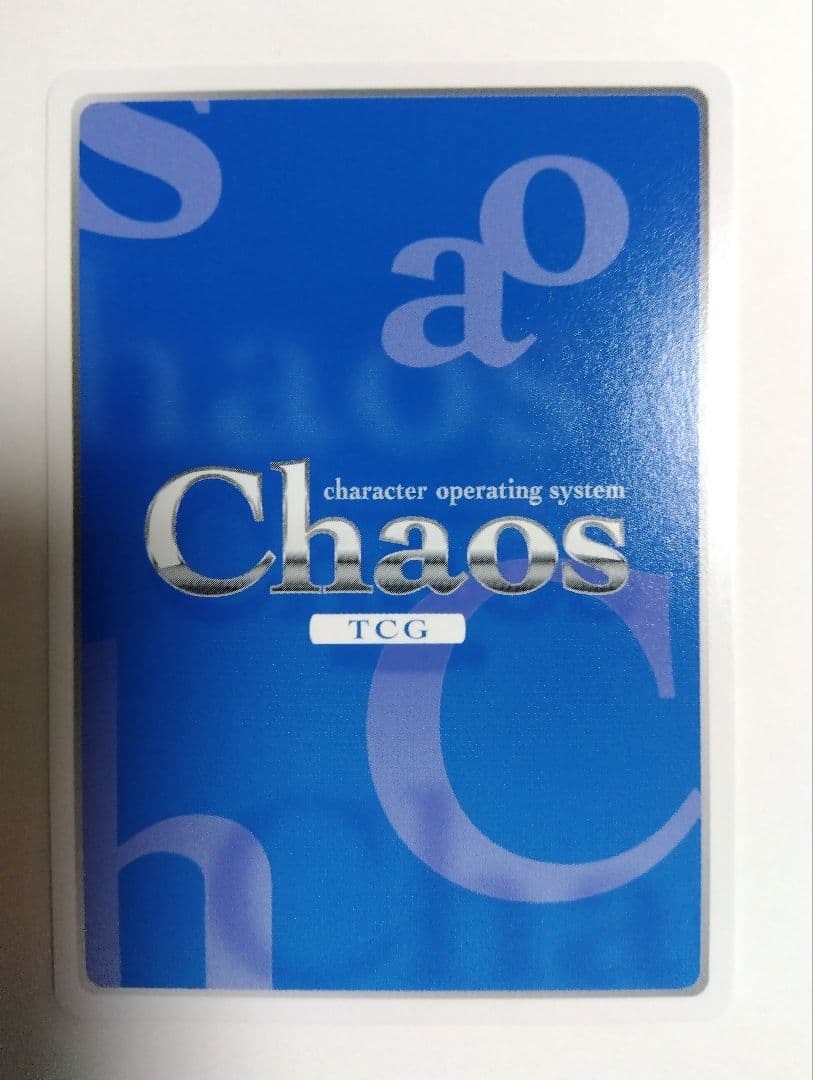 s
a o
character operating system
Chaos
TCG
C
h